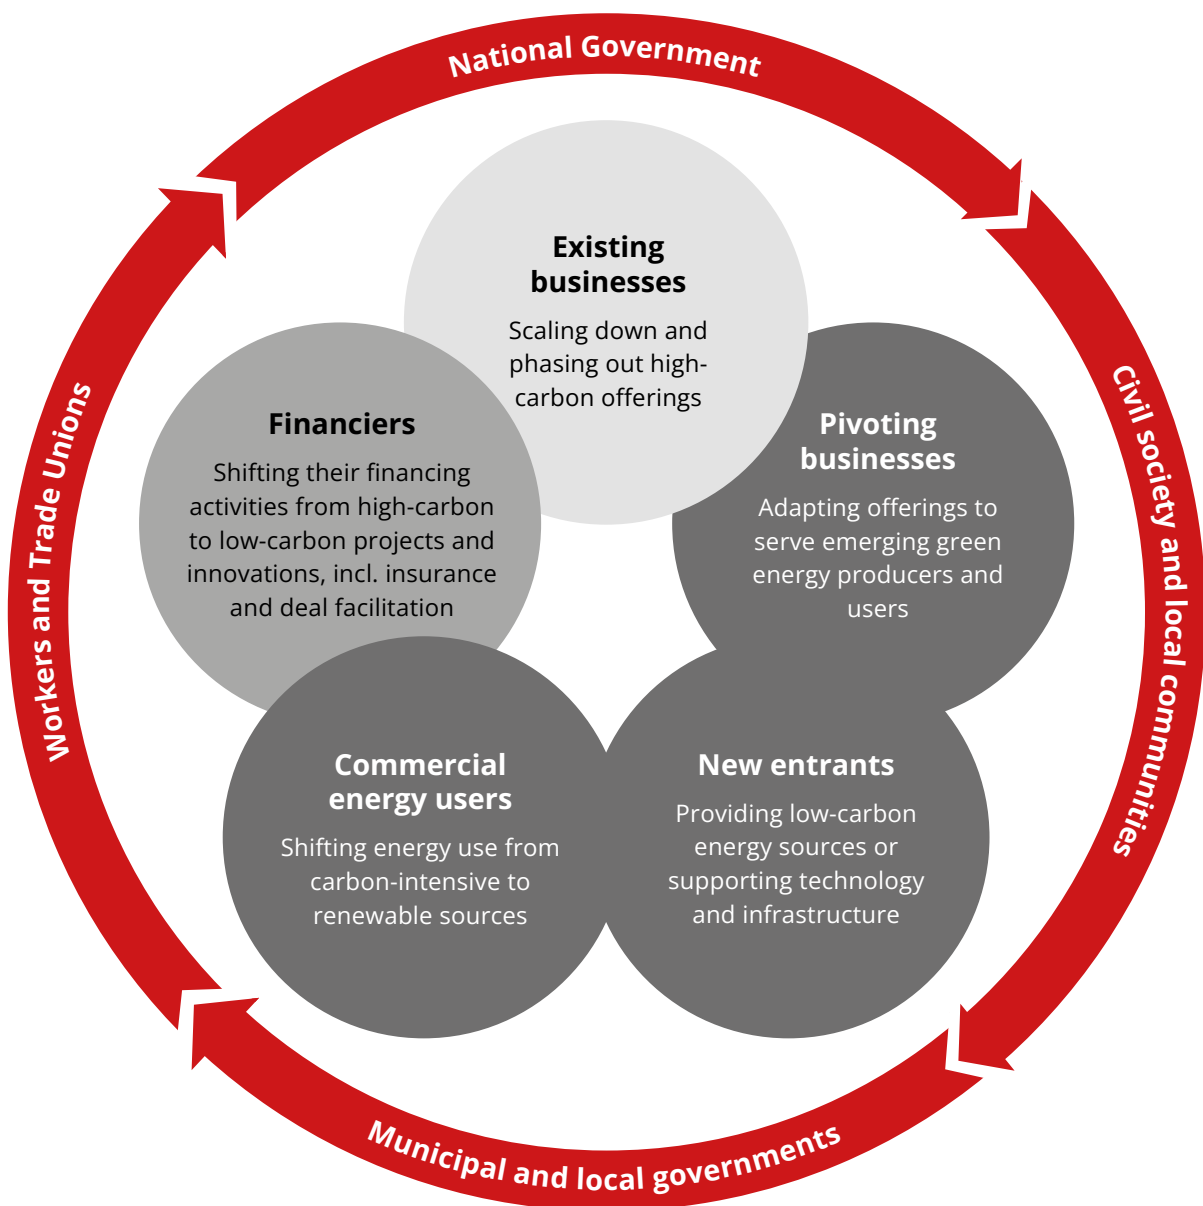 National Government
Existing
businesses
Scaling down and
phasing out high-
carbon offerings
Financiers
Shifting their financing
activities from high-carbon
to low-carbon projects and
innovations, incl. insurance
and deal facilitation
Pivoting
businesses
Adapting offerings to
serve emerging green
energy producers and
users
Workers and Trade Unions
Civil society and local communities
Commercial
energy users
Shifting energy use from
carbon-intensive to
renewable sources
New entrants
Providing low-carbon
energy sources or
supporting technology
and infrastructure
Municipal and local governments